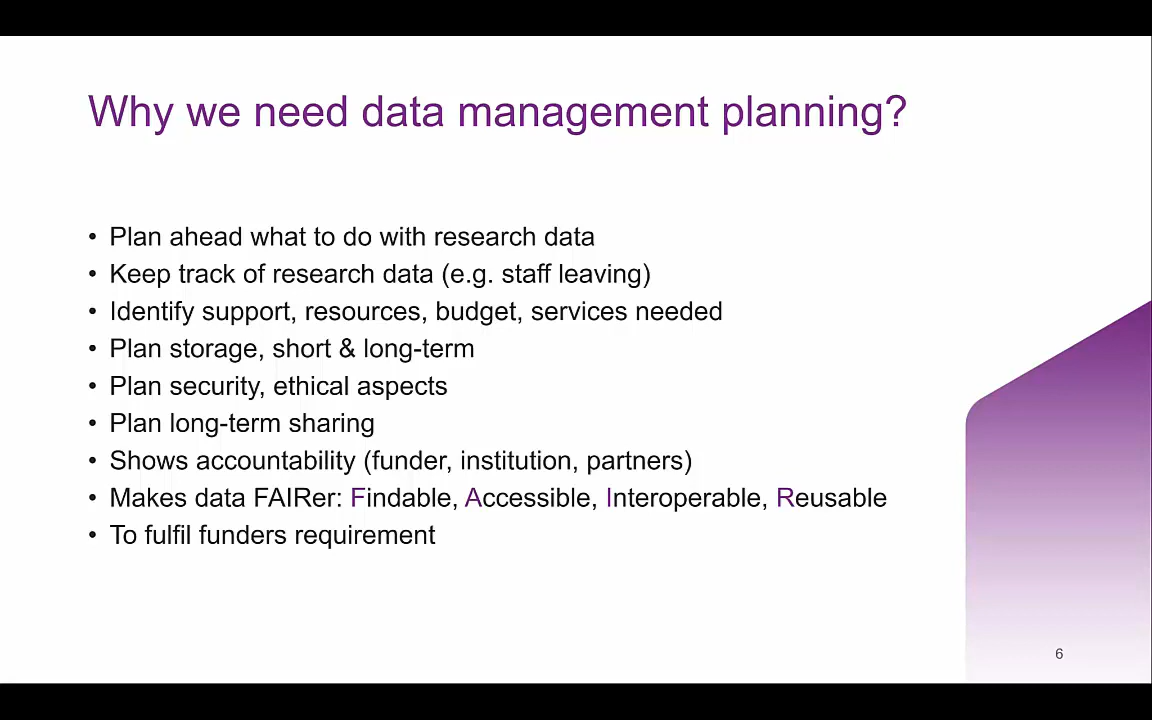 Why we need data management planning?
• Plan ahead what to do with research data
• Keep track of research data (e.g. staff leaving)
• Identify support, resources, budget, services needed
• Plan storage, short & long-term
• Plan security, ethical aspects
• Plan long-term sharing
• Shows accountability (funder, institution, partners)
• Makes data FAIRer: Findable, Accessible, Interoperable, Reusable
• To fulfil funders requirement
6